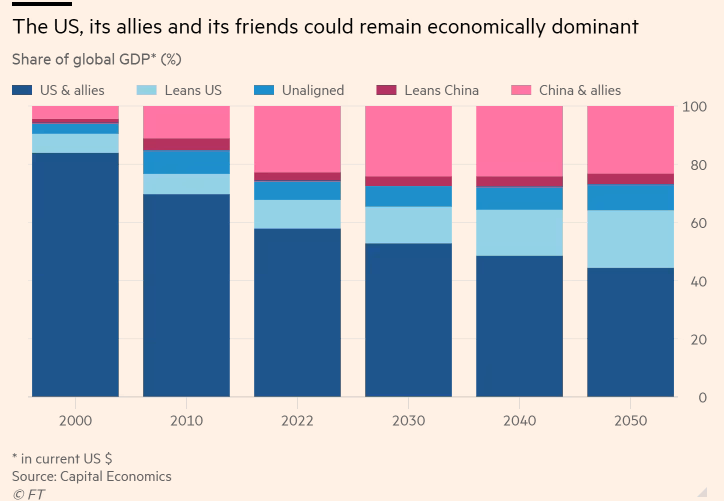 The US, its allies and its friends could remain economically dominant
Share of global GDP* (%)
US & allies Leans US Unaligned Leans China China & allies
100
80
60
40
20
0
2000 2010 2022 2030 2040 2050
* in current US $
Source: Capital Economics
© FT